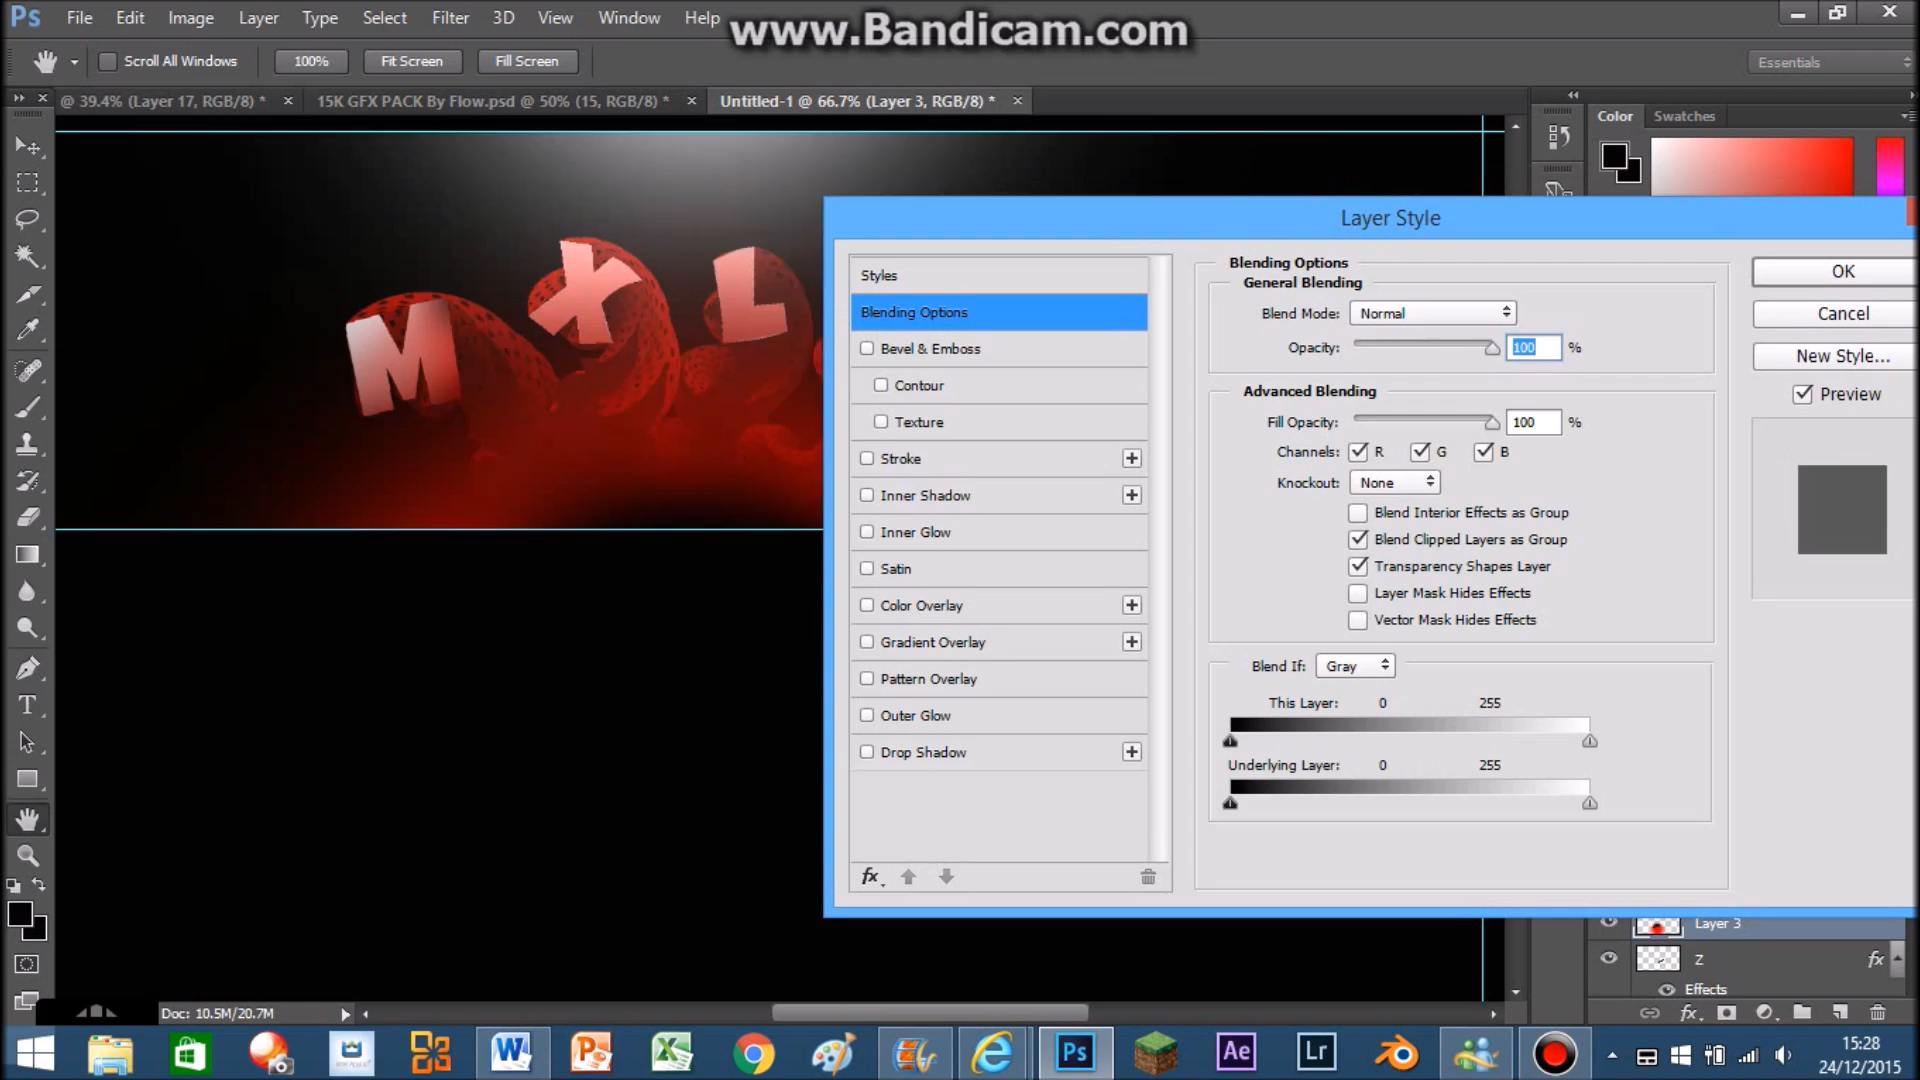 Ps File Edit Image Layer Type Select Filter 3D View Window Help
www.Bandicam.com
Scroll All Windows 100% Fit Screen Fill Screen Essentials
@ 39.4% (Layer 17, RGB/8) * 15K GFX PACK By Flow.psd @ 50% (15, RGB/8) * Untitled-1 @ 66.7% (Layer 3, RGB/8) *
Color Swatches
M X L
Layer Style
Styles
Blending Options
Bevel & Emboss
Contour
Texture
Stroke
Inner Shadow
Inner Glow
Satin
Color Overlay
Gradient Overlay
Pattern Overlay
Outer Glow
Drop Shadow
fx
Blending Options
General Blending
Blend Mode: Normal
Opacity: 100 %
Advanced Blending
Fill Opacity: 100 %
Channels: R G B
Knockout: None
Blend Interior Effects as Group
Blend Clipped Layers as Group
Transparency Shapes Layer
Layer Mask Hides Effects
Vector Mask Hides Effects
Blend If: Gray
This Layer: 0 255
Underlying Layer: 0 255
OK
Cancel
New Style...
Preview
Layer 3
Z fx
Effects
fx
T
Doc: 10.5M/20.7M
W P X Ps Ae Lr
15:28
24/12/2015